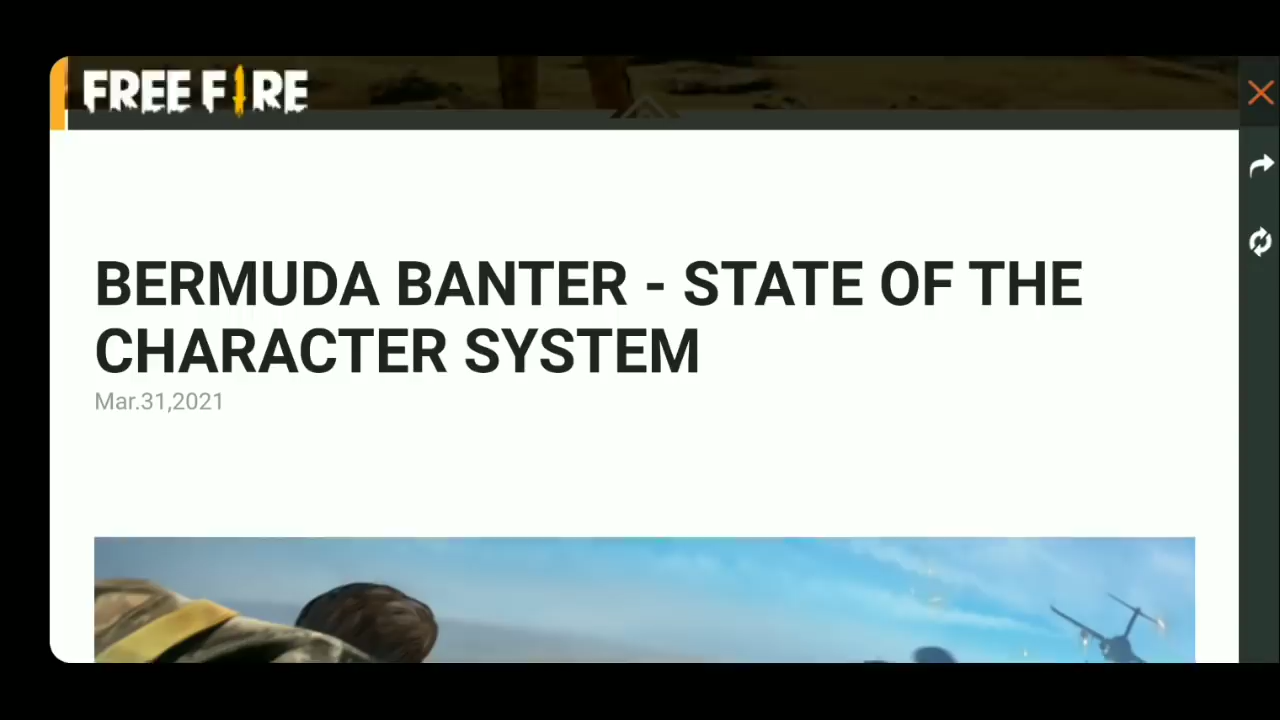 FREE FIRE
BERMUDA BANTER - STATE OF THE
CHARACTER SYSTEM
Mar.31,2021